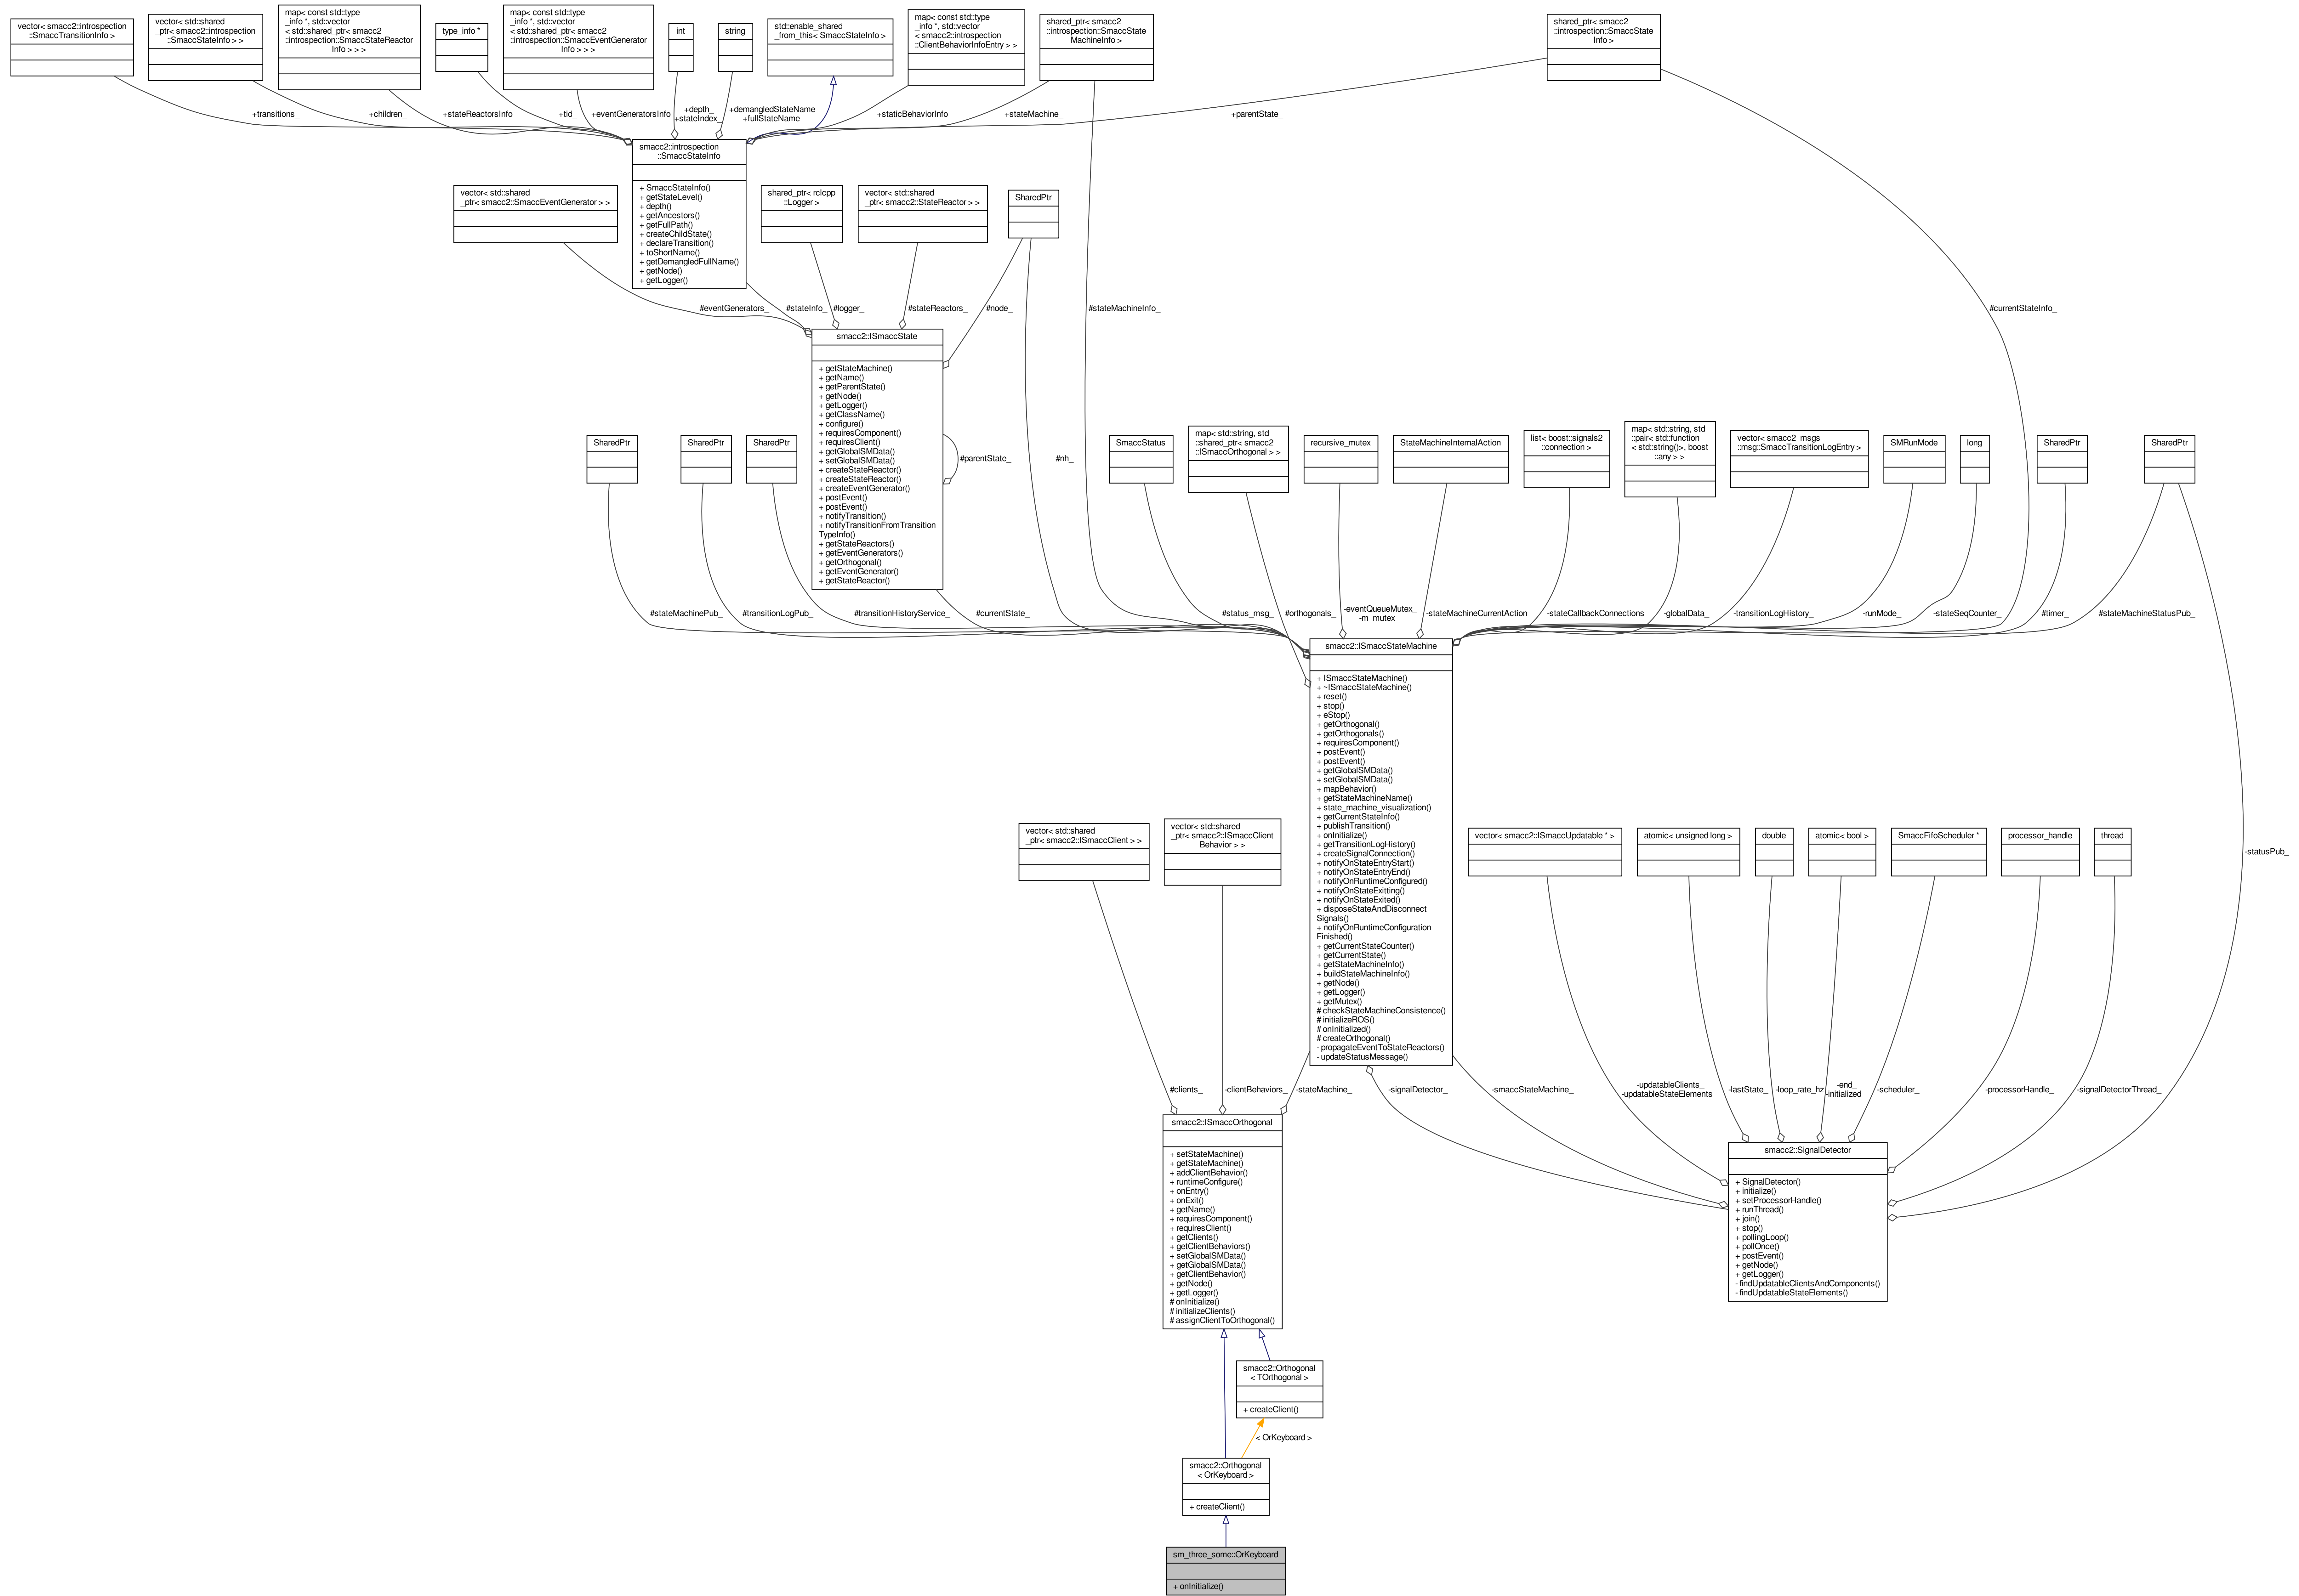 vector< smacc2::introspection
::SmaccTransitionInfo >
vector< std::shared
_ptr< smacc2::introspection
::SmaccStateInfo > >
map< const std::type
_info *, std::vector
< std::shared_ptr< smacc2
::introspection::SmaccStateReactor
Info > > >
type_info *
map< const std::type
_info *, std::vector
< std::shared_ptr< smacc2
::introspection::SmaccEventGenerator
Info > > >
int
string
std::enable_shared
_from_this< SmaccStateInfo >
map< const std::type
_info *, std::vector
< smacc2::introspection
::ClientBehaviorInfoEntry > >
shared_ptr< smacc2
::introspection::SmaccState
MachineInfo >
shared_ptr< smacc2
::introspection::SmaccState
Info >
+transitions_
+children_
+stateReactorsInfo
+tid_
+eventGeneratorsInfo
+depth_
+stateIndex_
+demangledStateName
+fullStateName
+staticBehaviorInfo
+stateMachine_
+parentState_
smacc2::introspection
::SmaccStateInfo
+ SmaccStateInfo()
+ getStateLevel()
+ depth()
+ getAncestors()
+ getFullPath()
+ createChildState()
+ declareTransition()
+ toShortName()
+ getDemangledFullName()
+ getNode()
+ getLogger()
vector< std::shared
_ptr< smacc2::SmaccEventGenerator > >
shared_ptr< rclcpp
::Logger >
vector< std::shared
_ptr< smacc2::StateReactor > >
SharedPtr
#eventGenerators_
#stateInfo_
#logger_
#stateReactors_
#node_
#stateMachineInfo_
#currentStateInfo_
smacc2::ISmaccState
+ getStateMachine()
+ getName()
+ getParentState()
+ getNode()
+ getLogger()
+ getClassName()
+ configure()
+ requiresComponent()
+ requiresClient()
+ getGlobalSMData()
+ setGlobalSMData()
+ createStateReactor()
+ createStateReactor()
+ createEventGenerator()
+ postEvent()
+ postEvent()
+ notifyTransition()
+ notifyTransitionFromTransition
TypeInfo()
+ getStateReactors()
+ getEventGenerators()
+ getOrthogonal()
+ getEventGenerator()
+ getStateReactor()
#parentState_
#nh_
SharedPtr
SharedPtr
SharedPtr
SmaccStatus
map< std::string, std
::shared_ptr< smacc2
::ISmaccOrthogonal > >
recursive_mutex
StateMachineInternalAction
list< boost::signals2
::connection >
map< std::string, std
::pair< std::function
< std::string()>, boost
::any > >
vector< smacc2_msgs
::msg::SmaccTransitionLogEntry >
SMRunMode
long
SharedPtr
SharedPtr
#stateMachinePub_
#transitionLogPub_
#transitionHistoryService_
#currentState_
#status_msg_
#orthogonals_
-eventQueueMutex_
-m_mutex_
-stateMachineCurrentAction
-stateCallbackConnections
-globalData_
-transitionLogHistory_
-runMode_
-stateSeqCounter_
#timer_
#stateMachineStatusPub_
smacc2::ISmaccStateMachine
+ ISmaccStateMachine()
+ ~ISmaccStateMachine()
+ reset()
+ stop()
+ eStop()
+ getOrthogonal()
+ getOrthogonals()
+ requiresComponent()
+ postEvent()
+ postEvent()
+ getGlobalSMData()
+ setGlobalSMData()
+ mapBehavior()
+ getStateMachineName()
+ state_machine_visualization()
+ getCurrentStateInfo()
+ publishTransition()
+ onInitialize()
+ getTransitionLogHistory()
+ createSignalConnection()
+ notifyOnStateEntryStart()
+ notifyOnStateEntryEnd()
+ notifyOnRuntimeConfigured()
+ notifyOnStateExitting()
+ notifyOnStateExited()
+ disposeStateAndDisconnect
Signals()
+ notifyOnRuntimeConfiguration
Finished()
+ getCurrentStateCounter()
+ getCurrentState()
+ getStateMachineInfo()
+ buildStateMachineInfo()
+ getNode()
+ getLogger()
+ getMutex()
# checkStateMachineConsistence()
# initializeROS()
# onInitialized()
# createOrthogonal()
- propagateEventToStateReactors()
- updateStatusMessage()
vector< std::shared
_ptr< smacc2::ISmaccClient > >
vector< std::shared
_ptr< smacc2::ISmaccClient
Behavior > >
vector< smacc2::ISmaccUpdatable * >
atomic< unsigned long >
double
atomic< bool >
SmaccFifoScheduler *
processor_handle
thread
-statusPub_
#clients_
-clientBehaviors_
-stateMachine_
-signalDetector_
-smaccStateMachine_
-updatableClients_
-updatableStateElements_
-lastState_
-loop_rate_hz
-end_
-initialized_
-scheduler_
-processorHandle_
-signalDetectorThread_
smacc2::ISmaccOrthogonal
+ setStateMachine()
+ getStateMachine()
+ addClientBehavior()
+ runtimeConfigure()
+ onEntry()
+ onExit()
+ getName()
+ requiresComponent()
+ requiresClient()
+ getClients()
+ getClientBehaviors()
+ setGlobalSMData()
+ getGlobalSMData()
+ getClientBehavior()
+ getNode()
+ getLogger()
# onInitialize()
# initializeClients()
# assignClientToOrthogonal()
smacc2::SignalDetector
+ SignalDetector()
+ initialize()
+ setProcessorHandle()
+ runThread()
+ join()
+ stop()
+ pollingLoop()
+ pollOnce()
+ postEvent()
+ getNode()
+ getLogger()
- findUpdatableClientsAndComponents()
- findUpdatableStateElements()
smacc2::Orthogonal
< TOrthogonal >
+ createClient()
< OrKeyboard >
smacc2::Orthogonal
< OrKeyboard >
+ createClient()
sm_three_some::OrKeyboard
+ onInitialize()